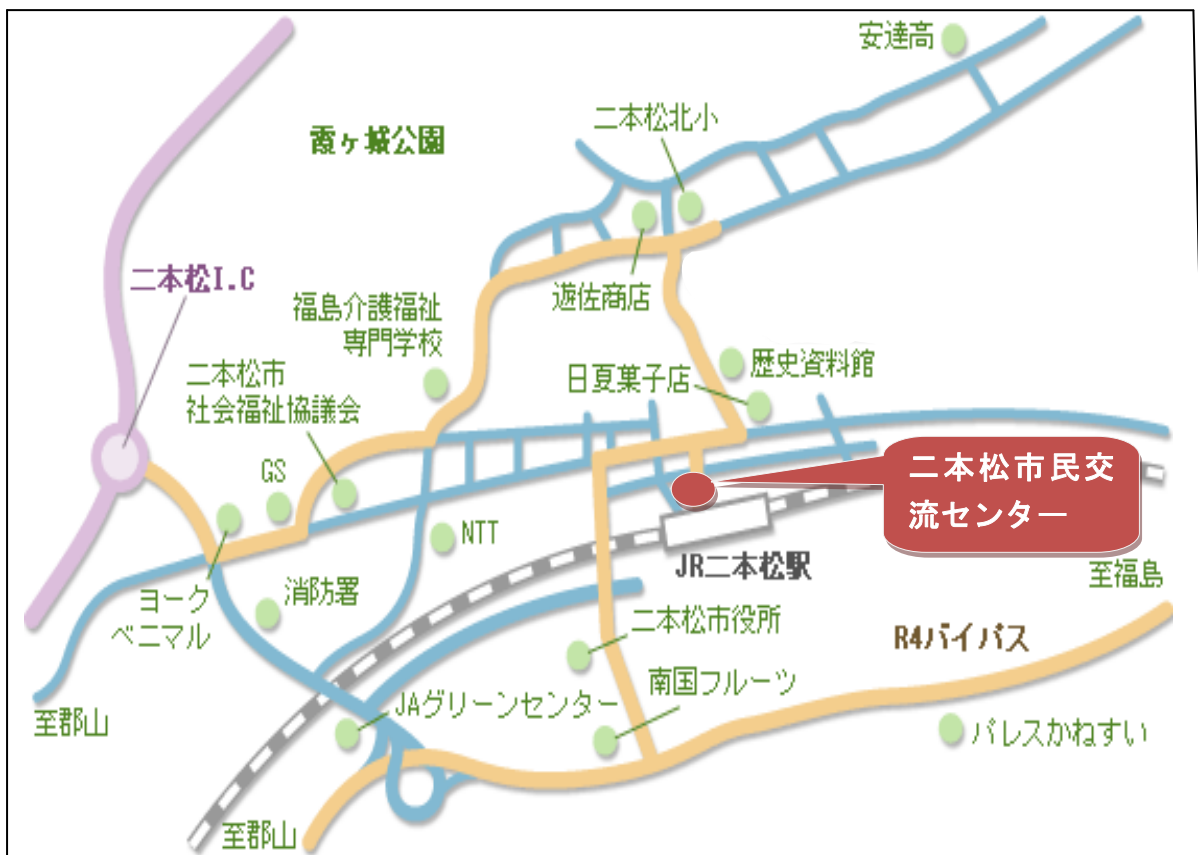 安達高
二本松北小
霞ヶ城公園
二本松I.C
遊佐商店
福島介護福祉
専門学校
歴史資料館
日夏菓子店
二本松市
社会福祉協議会
GS
二本松市民交
流センター
NTT
JR二本松駅
至福島
ヨーク
ベニマル
消防署
二本松市役所
R4バイパス
南国フルーツ
JAグリーンセンター
至郡山
パレスかねすい
至郡山